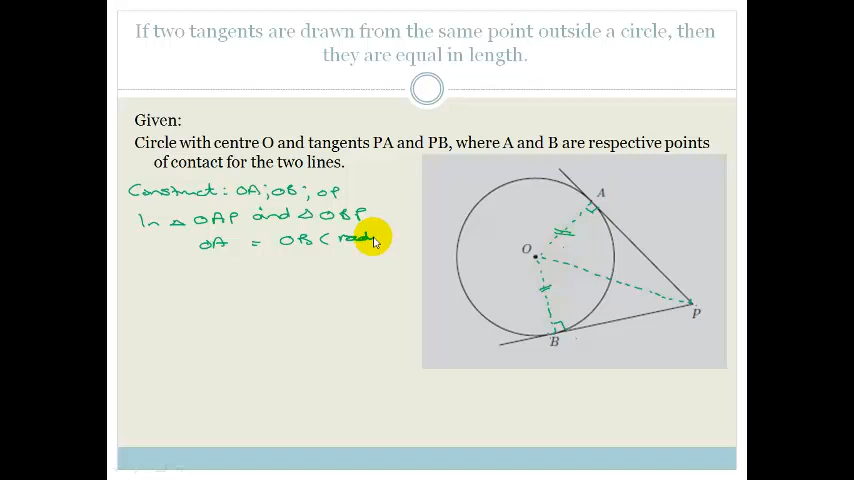 If two tangents are drawn from the same point outside a circle, then
they are equal in length.
Given:
Circle with centre O and tangents PA and PB, where A and B are respective points
of contact for the two lines.
Construct: OA; OB; OP
In △ OAP and △ OBP
OA = OB ( rad
A
O
P
B